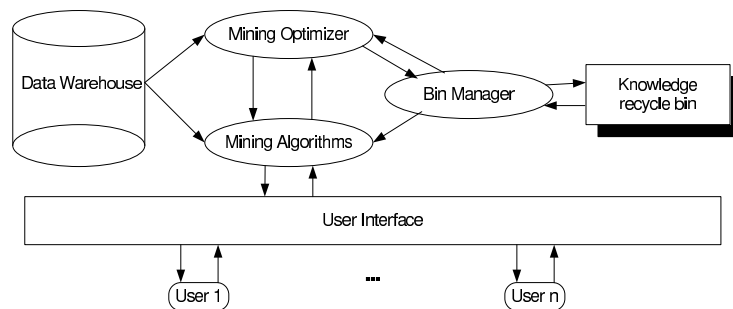 Mining Optimizer
Data Warehouse
Bin Manager
Knowledge
recycle bin
Mining Algorithms
User Interface
...
User 1
User n